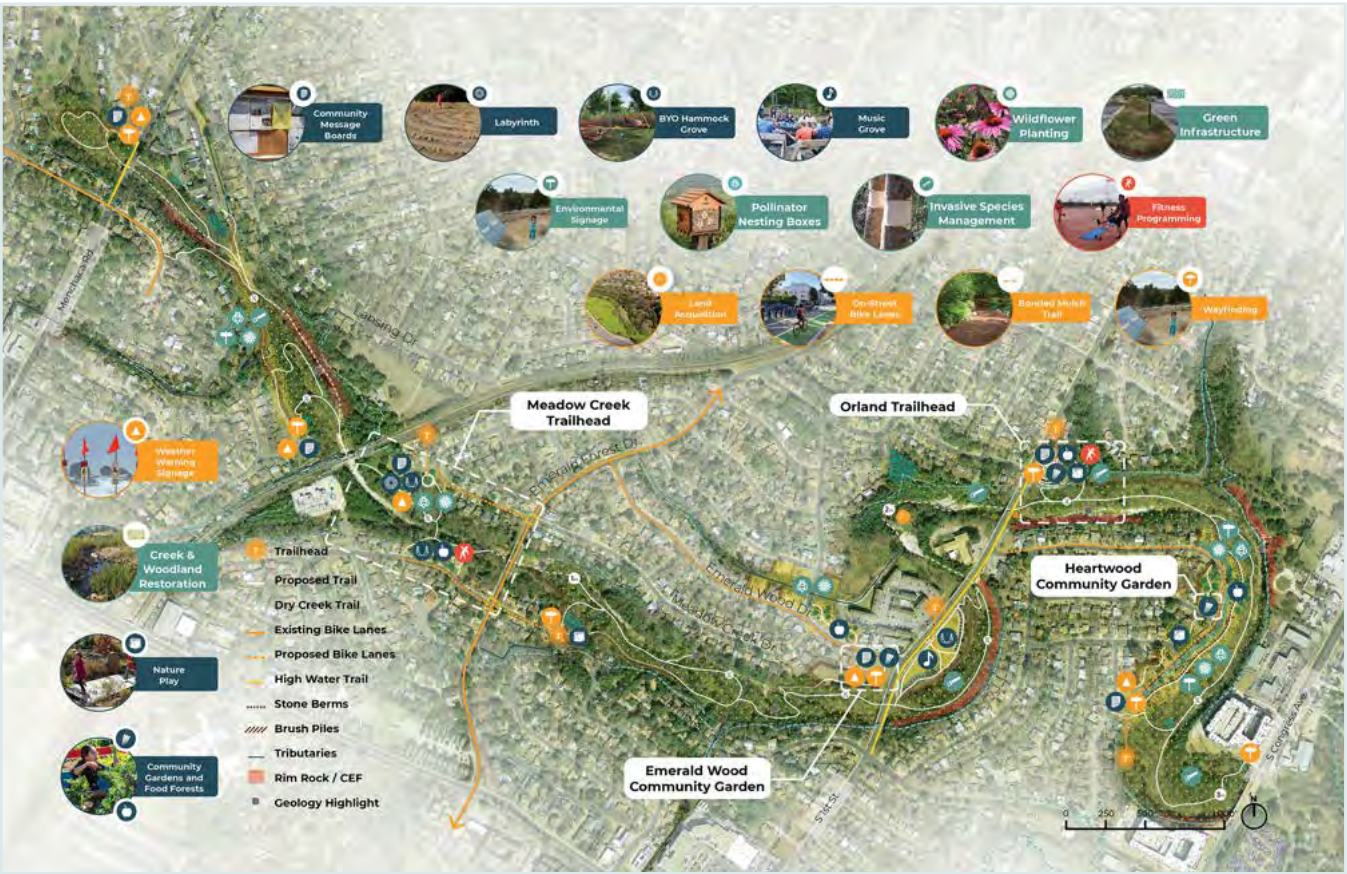 Community
Message
Boards
Labyrinth
BYO Hammock
Grove
Music
Grove
Wildflower
Planting
Green
Infrastructure
Environmental
Signage
Pollinator
Nesting Boxes
Invasive Species
Management
Fitness
Programming
Land
Acquisition
On-Street
Bike Lanes
Bonded Mulch
Trail
Wayfinding
Menchaca Rd
Lansing Dr
Meadow Creek
Trailhead
Orland Trailhead
Emerald Forest Dr
Weather
Warning
Signage
Creek &
Woodland
Restoration
Nature
Play
Community
Gardens and
Food Forests
T Trailhead
Proposed Trail
Dry Creek Trail
Existing Bike Lanes
Proposed Bike Lanes
High Water Trail
Stone Berms
Brush Piles
Tributaries
Rim Rock / CEF
Geology Highlight
Emerald Wood Dr
Meadow Creek Dr
Heartwood
Community Garden
Emerald Wood
Community Garden
S 1st St
S Congress Ave
N
0 250 500 1000